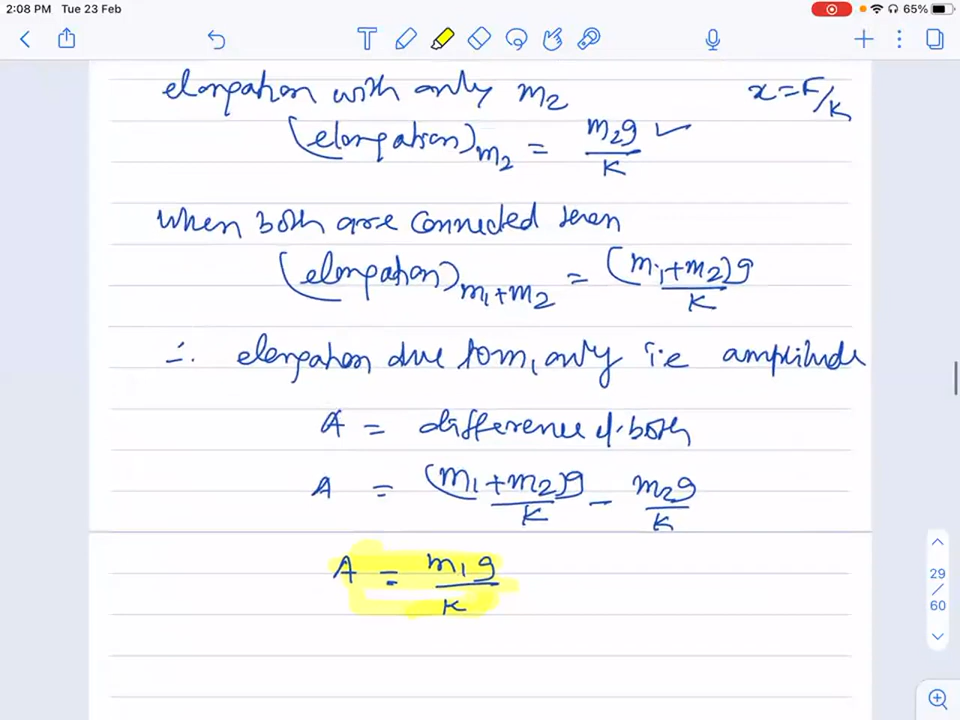 2:08 PM Tue 23 Feb 65%
elongation with only m₂ x = F/K
(elongation)m₂ = m₂g/K ✓
when both are connected then
(elongation)m₁+m₂ = (m₁+m₂)g/K
∴ elongation due to m₁ only i.e amplitude
A = difference of both
A = (m₁+m₂)g/K − m₂g/K
A = m₁g/K
29
/
60